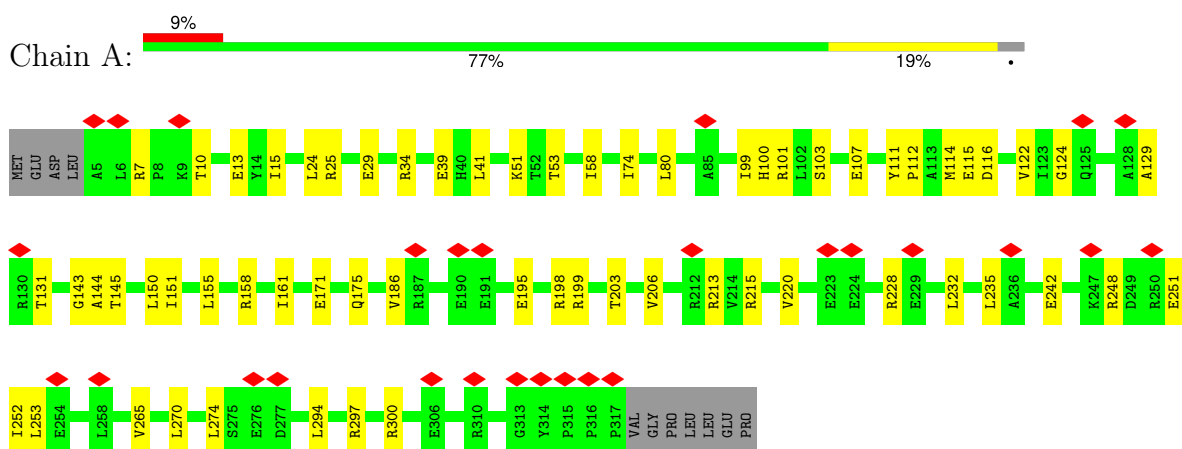 9%
Chain A:
77% 19% •
MET GLU ASP LEU A5 L6 R7 P8 K9 T10 E13 Y14 I15 L24 R25 E29 R34 E39 H40 L41 K51 T52 T53 I58 I74 L80 A85 I99 H100 R101 L102 S103 E107 Y111 P112 A113 M114 E115 D116 V122 I123 G124 Q125 A128 A129
R130 T131 G143 A144 T145 L150 I151 L155 R158 I161 E171 Q175 V186 R187 E190 E191 E195 R198 R199 T203 V206 R212 R213 V214 R215 V220 E223 E224 R228 E229 L232 L235 A236 E242 K247 R248 D249 R250 E251
I252 L253 E254 L258 V265 L270 L274 S275 E276 D277 L294 R297 R300 E306 R310 G313 Y314 P315 P316 P317 VAL GLY PRO LEU LEU GLU PRO